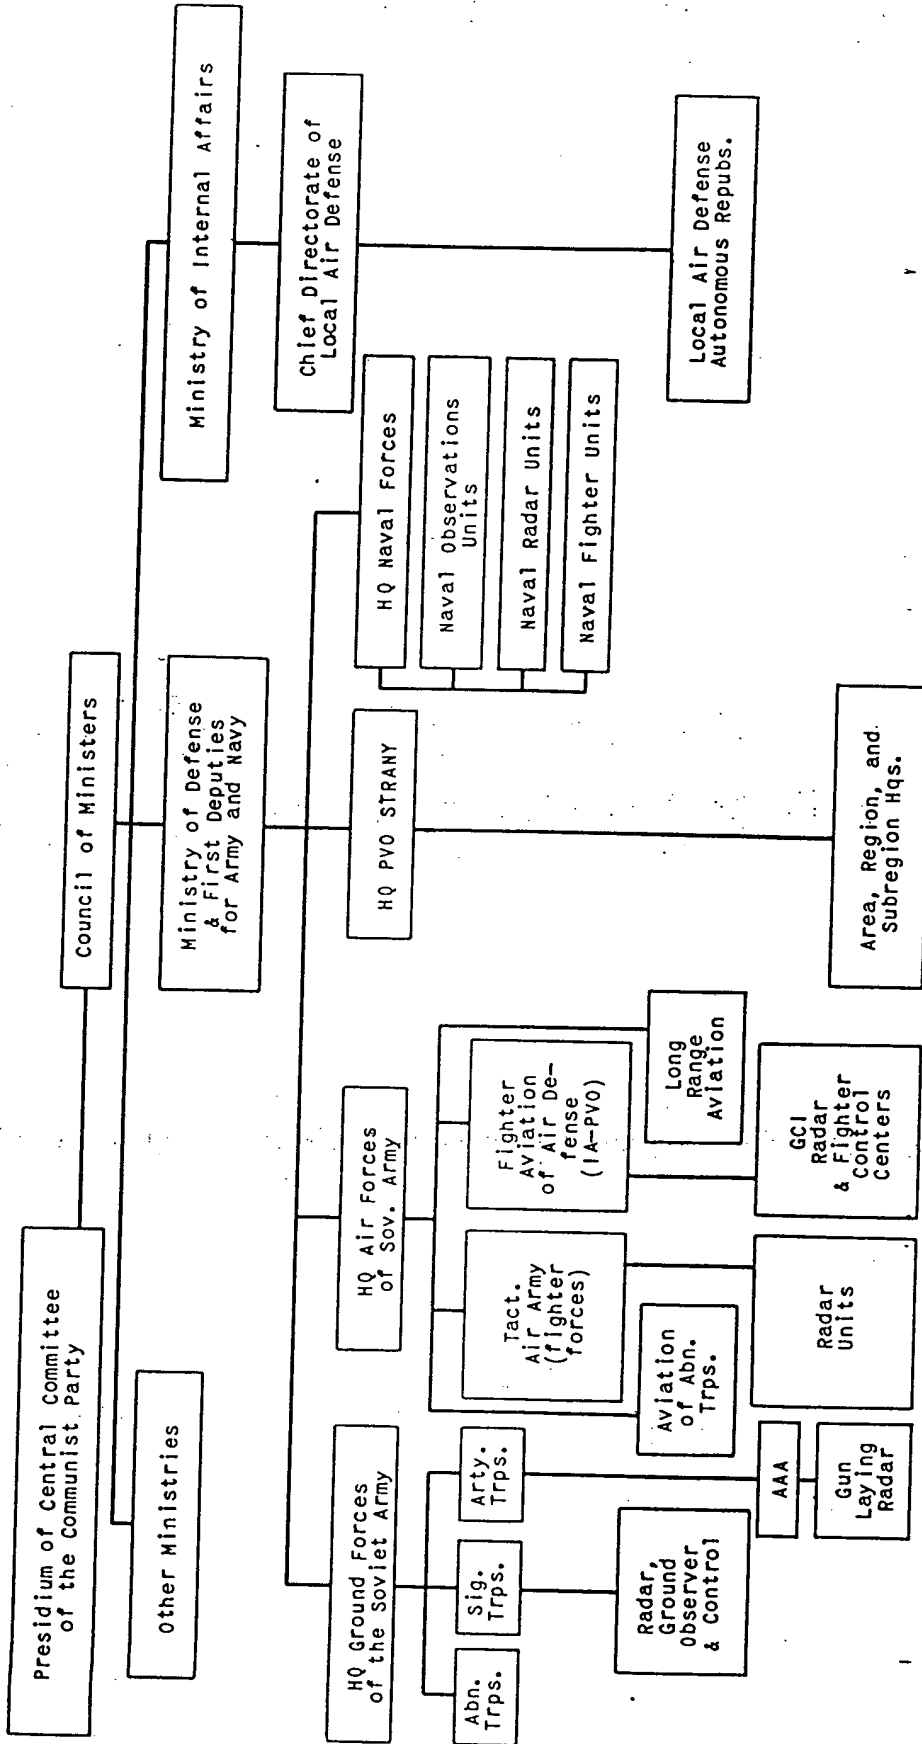 Presidium of Central Committee
of the Communist Party
Council of Ministers
Other Ministries
Ministry of Defense
& First Deputies
for Army and Navy
Ministry of Internal Affairs
Chief Directorate of
Local Air Defense
HQ Ground Forces
of the Soviet Army
HQ Air Forces
of Sov. Army
HQ PVO STRANY
HQ Naval Forces
Naval Observations
Units
Naval Radar Units
Naval Fighter Units
Abn.
Trps.
Sig.
Trps.
Arty.
Trps.
Tact.
Air Army
(fighter
forces)
Fighter
Aviation
of Air De-
fense
(IA-PVO)
Radar,
Ground
Observer
& Control
Aviation
of Abn.
Trps.
Long
Range
Aviation
Local Air Defense
Autonomous Repubs.
AAA
Gun
Laying
Radar
Radar
Units
GCI
Radar
& Fighter
Control
Centers
Area, Region, and
Subregion Hqs.